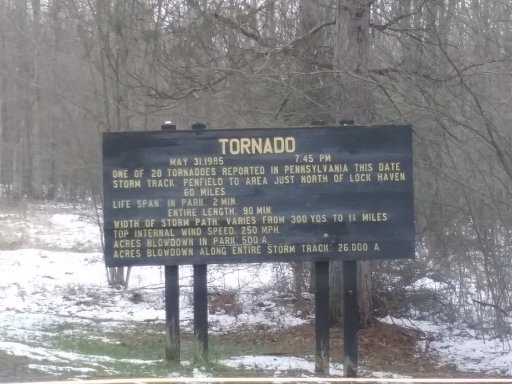 TORNADO
MAY 31,1985 7.45 PM
ONE OF 20 TORNADOES REPORTED IN PENNSYLVANIA THIS DATE
STORM TRACK: PENFIELD TO AREA JUST NORTH OF LOCK HAVEN
60 MILES
LIFE SPAN: IN PARK, 2 MIN
ENTIRE LENGTH, 90 MIN.
WIDTH OF STORM PATH: VARIES FROM 300 YDS. TO MILES
TOP INTERNAL WIND SPEED: 250 MPH.
ACRES BLOWDOWN IN PARK: 500 A.
ACRES BLOWDOWN ALONG ENTIRE STORM TRACK: 26,000 A.